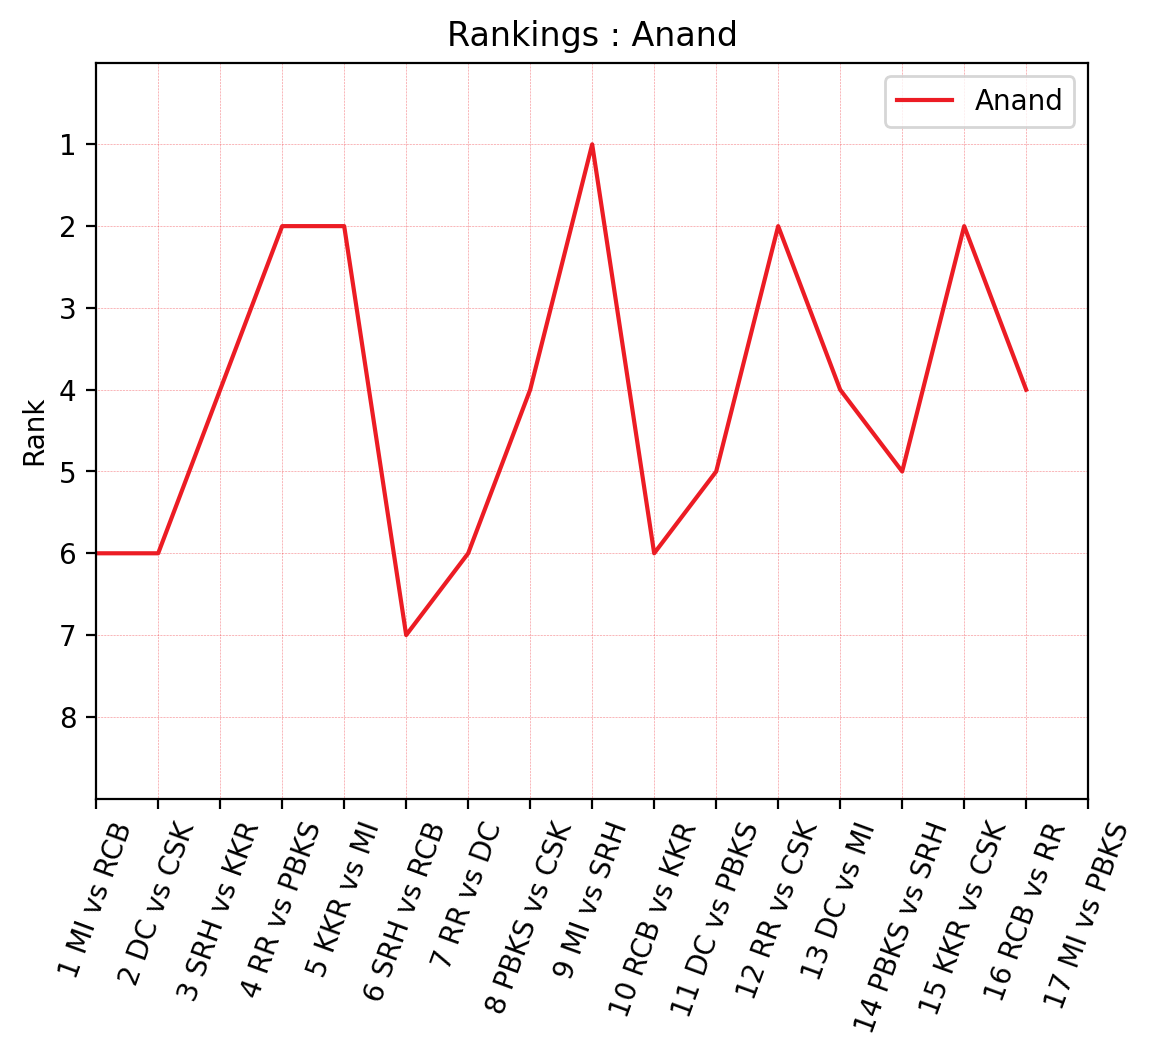 Rankings : Anand
Anand
Rank
1
2
3
4
5
6
7
8
1 MI vs RCB
2 DC vs CSK
3 SRH vs KKR
4 RR vs PBKS
5 KKR vs MI
6 SRH vs RCB
7 RR vs DC
8 PBKS vs CSK
9 MI vs SRH
10 RCB vs KKR
11 DC vs PBKS
12 RR vs CSK
13 DC vs MI
14 PBKS vs SRH
15 KKR vs CSK
16 RCB vs RR
17 MI vs PBKS